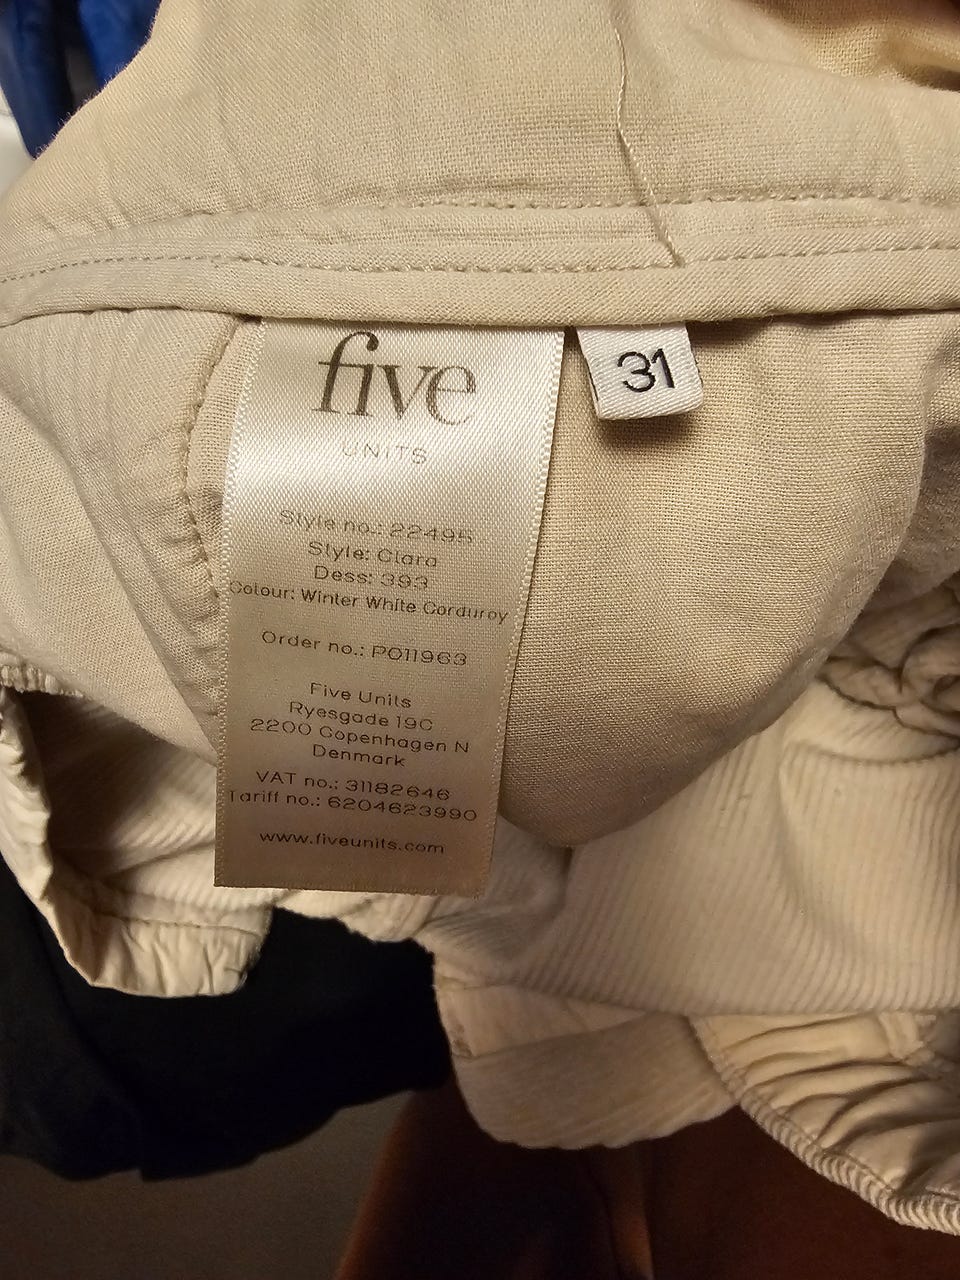 five
UNITS
31
Style no.: 22495
Style: Clara
Dess: 393
Colour: Winter White Corduroy
Order no.: PO11963
Five Units
Ryesgade 19C
2200 Copenhagen N
Denmark
VAT no.: 31182646
Tariff no.: 6204623990
www.fiveunits.com